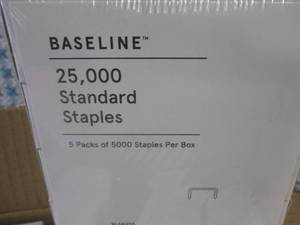 BASELINE™
25,000
Standard
Staples
5 Packs of 5000 Staples Per Box